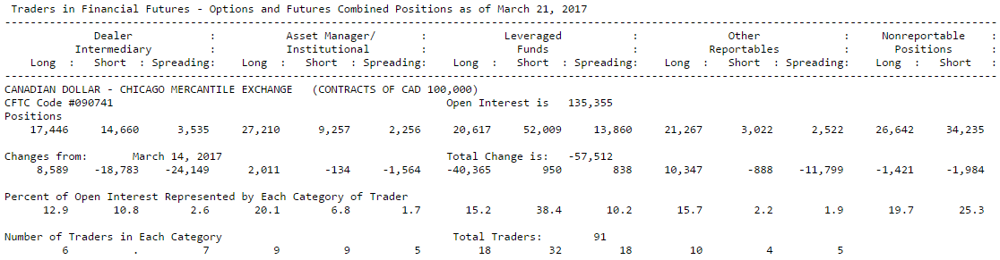 Traders in Financial Futures - Options and Futures Combined Positions as of March 21, 2017
-----------------------------------------------------------------------------------------------------------------------------------------------------------
Dealer : Asset Manager/ : Leveraged : Other : Nonreportable :
Intermediary : Institutional : Funds : Reportables : Positions :
Long : Short : Spreading: Long : Short : Spreading: Long : Short : Spreading: Long : Short : Spreading: Long : Short :
-----------------------------------------------------------------------------------------------------------------------------------------------------------
CANADIAN DOLLAR - CHICAGO MERCANTILE EXCHANGE (CONTRACTS OF CAD 100,000)
CFTC Code #090741 Open Interest is 135,355
Positions
17,446 14,660 3,535 27,210 9,257 2,256 20,617 52,009 13,860 21,267 3,022 2,522 26,642 34,235
Changes from: March 14, 2017 Total Change is: -57,512
8,589 -18,783 -24,149 2,011 -134 -1,564 -40,365 950 838 10,347 -888 -11,799 -1,421 -1,984
Percent of Open Interest Represented by Each Category of Trader
12.9 10.8 2.6 20.1 6.8 1.7 15.2 38.4 10.2 15.7 2.2 1.9 19.7 25.3
Number of Traders in Each Category Total Traders: 91
6 . 7 9 9 5 18 32 18 10 4 5